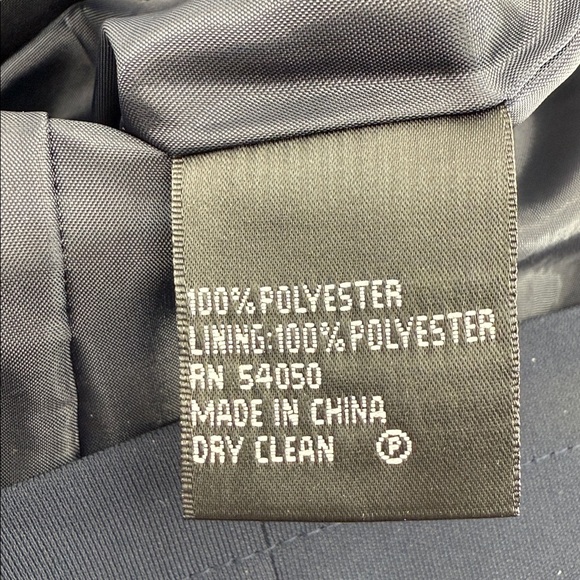 100% POLYESTER
LINING: 100% POLYESTER
RN 54050
MADE IN CHINA
DRY CLEAN Ⓟ